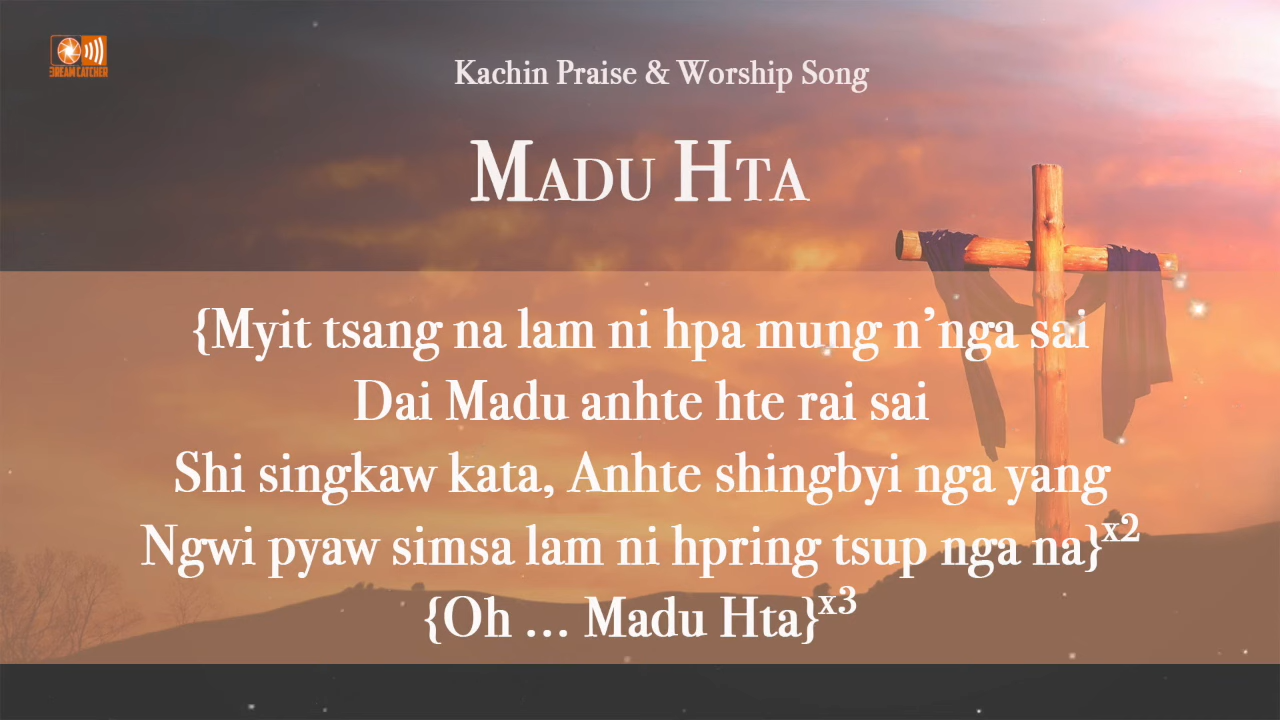 DREAM CATCHER
Kachin Praise & Worship Song
MADU HTA
{Myit tsang na lam ni hpa mung n’nga sai
Dai Madu anhte hte rai sai
Shi singkaw kata, Anhte shingbyi nga yang
Ngwi pyaw simsa lam ni hpring tsup nga na}x2
{Oh ... Madu Hta}x3